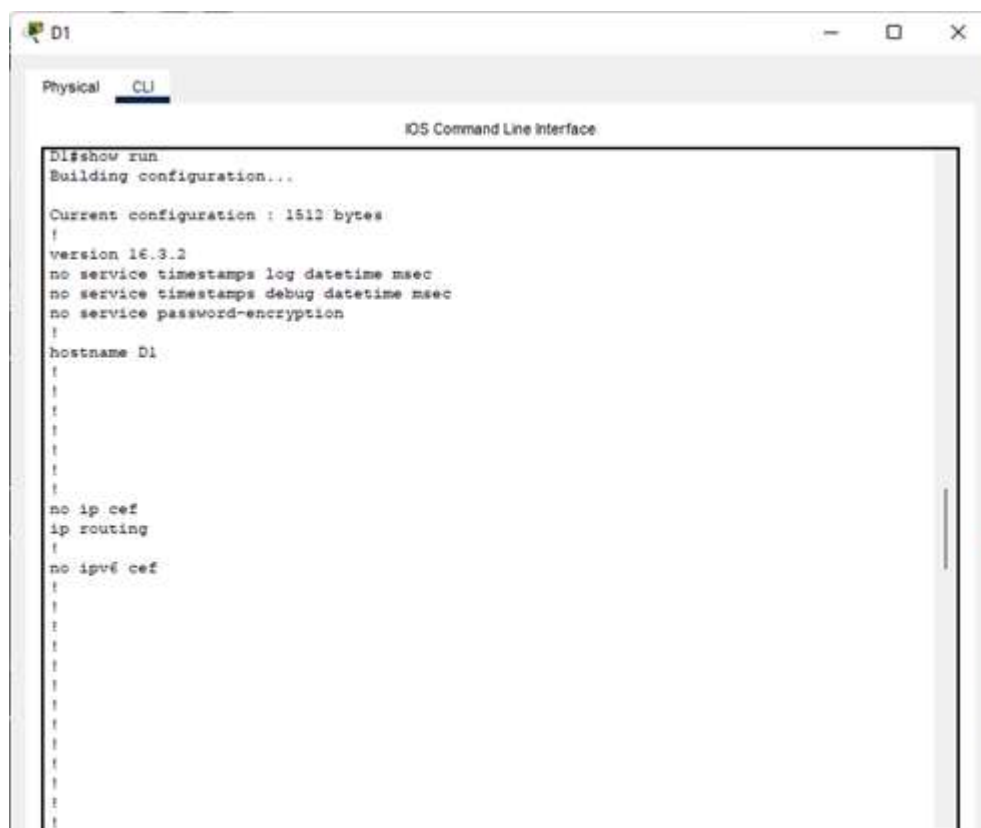 D1
Physical CLI
IOS Command Line Interface
D1#show run
Building configuration...
Current configuration : 1512 bytes
!
version 16.3.2
no service timestamps log datetime msec
no service timestamps debug datetime msec
no service password-encryption
!
hostname D1
!
!
!
!
!
!
!
no ip cef
ip routing
!
no ipv6 cef
!
!
!
!
!
!
!
!
!
!
!
!
!